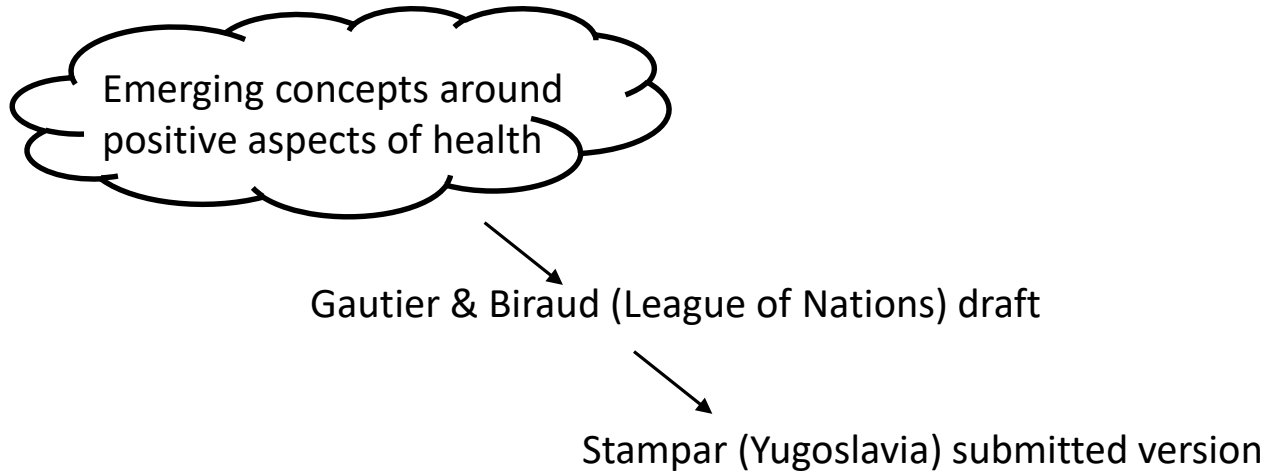 Emerging concepts around
positive aspects of health
Gautier & Biraud (League of Nations) draft
Stampar (Yugoslavia) submitted version